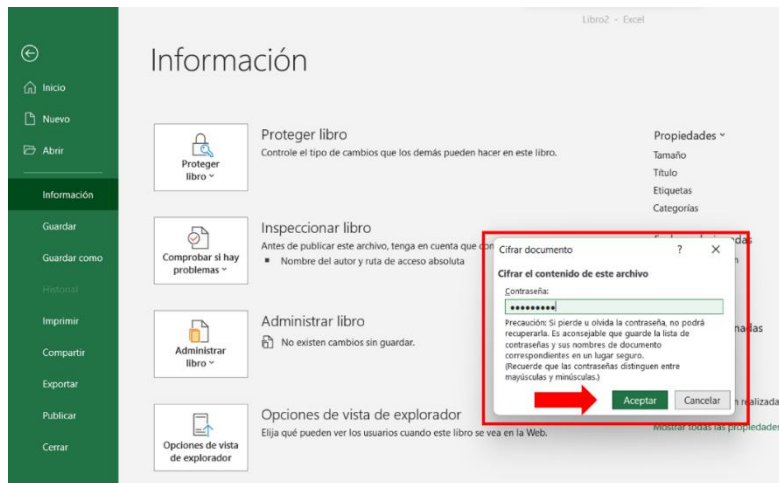 Libro2 - Excel
Información
Inicio
Nuevo
Abrir
Información
Guardar
Guardar como
Historial
Imprimir
Compartir
Exportar
Publicar
Cerrar
Proteger
libro
Proteger libro
Controle el tipo de cambios que los demás pueden hacer en este libro.
Comprobar si hay
problemas
Inspeccionar libro
Antes de publicar este archivo, tenga en cuenta que
Nombre del autor y ruta de acceso absoluta
Administrar
libro
Administrar libro
No existen cambios sin guardar.
Opciones de vista
de explorador
Opciones de vista de explorador
Elija qué pueden ver los usuarios cuando este libro se vea en la Web.
Propiedades
Tamaño
Título
Etiquetas
Categorías
Cifrar documento ? X
Cifrar el contenido de este archivo
Contraseña:
•••••••••
Precaución: Si pierde u olvida la contraseña, no podrá
recuperarla. Es aconsejable que guarde la lista de
contraseñas y sus nombres de documento
correspondientes en un lugar seguro.
(Recuerde que las contraseñas distinguen entre
mayúsculas y minúsculas.)
Aceptar Cancelar
Mostrar todas las propiedades